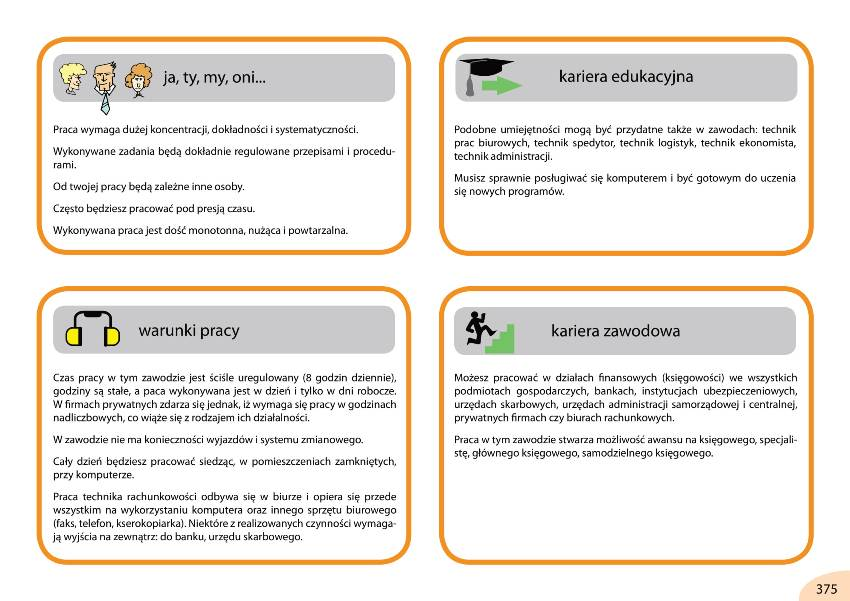 ja, ty, my, oni...
Praca wymaga dużej koncentracji, dokładności i systematyczności.
Wykonywane zadania będą dokładnie regulowane przepisami i procedu-
rami.
Od twojej pracy będą zależne inne osoby.
Często będziesz pracować pod presją czasu.
Wykonywana praca jest dość monotonna, nużąca i powtarzalna.
kariera edukacyjna
Podobne umiejętności mogą być przydatne także w zawodach: technik
prac biurowych, technik spedytor, technik logistyk, technik ekonomista,
technik administracji.
Musisz sprawnie posługiwać się komputerem i być gotowym do uczenia
się nowych programów.
warunki pracy
Czas pracy w tym zawodzie jest ściśle uregulowany (8 godzin dziennie),
godziny są stałe, a paca wykonywana jest w dzień i tylko w dni robocze.
W firmach prywatnych zdarza się jednak, iż wymaga się pracy w godzinach
nadliczbowych, co wiąże się z rodzajem ich działalności.
W zawodzie nie ma konieczności wyjazdów i systemu zmianowego.
Cały dzień będziesz pracować siedząc, w pomieszczeniach zamkniętych,
przy komputerze.
Praca technika rachunkowości odbywa się w biurze i opiera się przede
wszystkim na wykorzystaniu komputera oraz innego sprzętu biurowego
(faks, telefon, kserokopiarka). Niektóre z realizowanych czynności wymaga-
ją wyjścia na zewnątrz: do banku, urzędu skarbowego.
kariera zawodowa
Możesz pracować w działach finansowych (księgowości) we wszystkich
podmiotach gospodarczych, bankach, instytucjach ubezpieczeniowych,
urzędach skarbowych, urzędach administracji samorządowej i centralnej,
prywatnych firmach czy biurach rachunkowych.
Praca w tym zawodzie stwarza możliwość awansu na księgowego, specjali-
stę, głównego księgowego, samodzielnego księgowego.
375